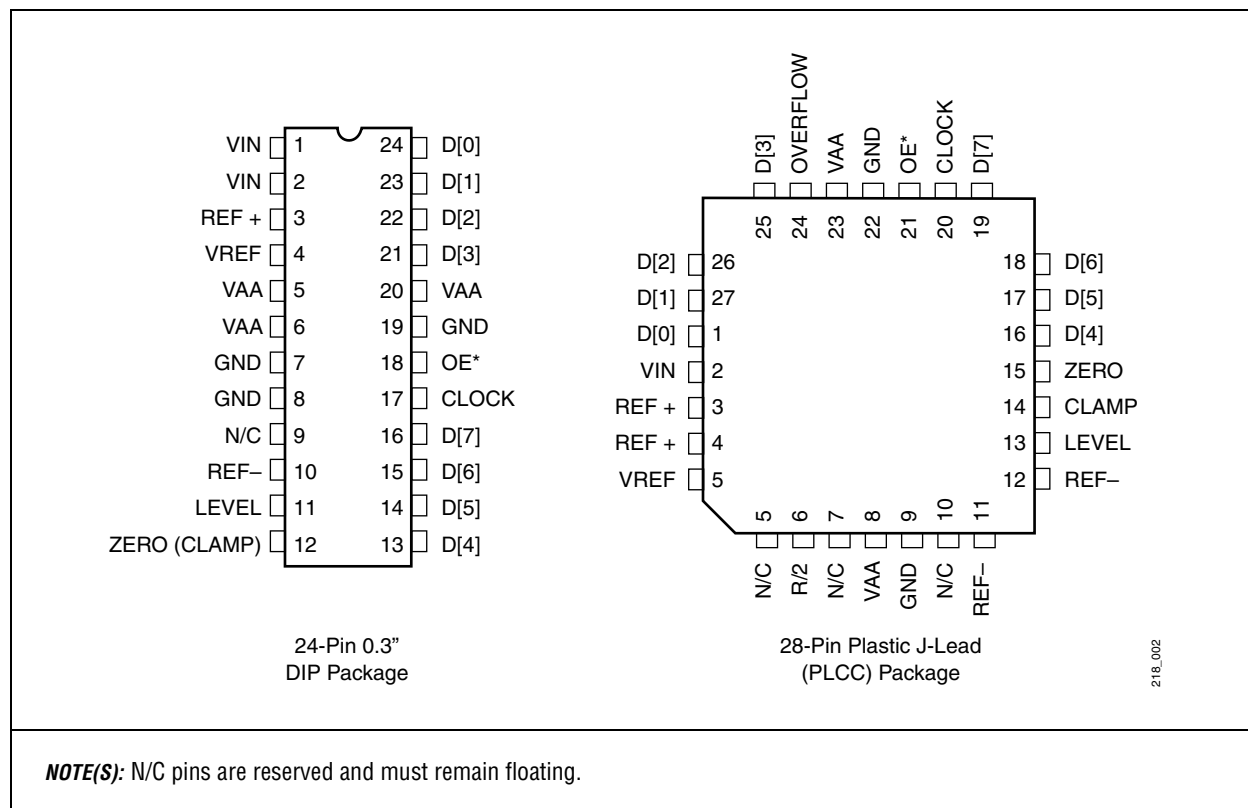 VIN 1 24 D[0]
VIN 2 23 D[1]
REF + 3 22 D[2]
VREF 4 21 D[3]
VAA 5 20 VAA
VAA 6 19 GND
GND 7 18 OE*
GND 8 17 CLOCK
N/C 9 16 D[7]
REF– 10 15 D[6]
LEVEL 11 14 D[5]
ZERO (CLAMP) 12 13 D[4]
24-Pin 0.3”
DIP Package
D[3] OVERFLOW VAA GND OE* CLOCK D[7]
25 24 23 22 21 20 19
D[2] 26 18 D[6]
D[1] 27 17 D[5]
D[0] 1 16 D[4]
VIN 2 15 ZERO
REF + 3 14 CLAMP
REF + 4 13 LEVEL
VREF 5 12 REF–
5 6 7 8 9 10 11
N/C R/2 N/C VAA GND N/C REF–
28-Pin Plastic J-Lead
(PLCC) Package
218_002
NOTE(S): N/C pins are reserved and must remain floating.